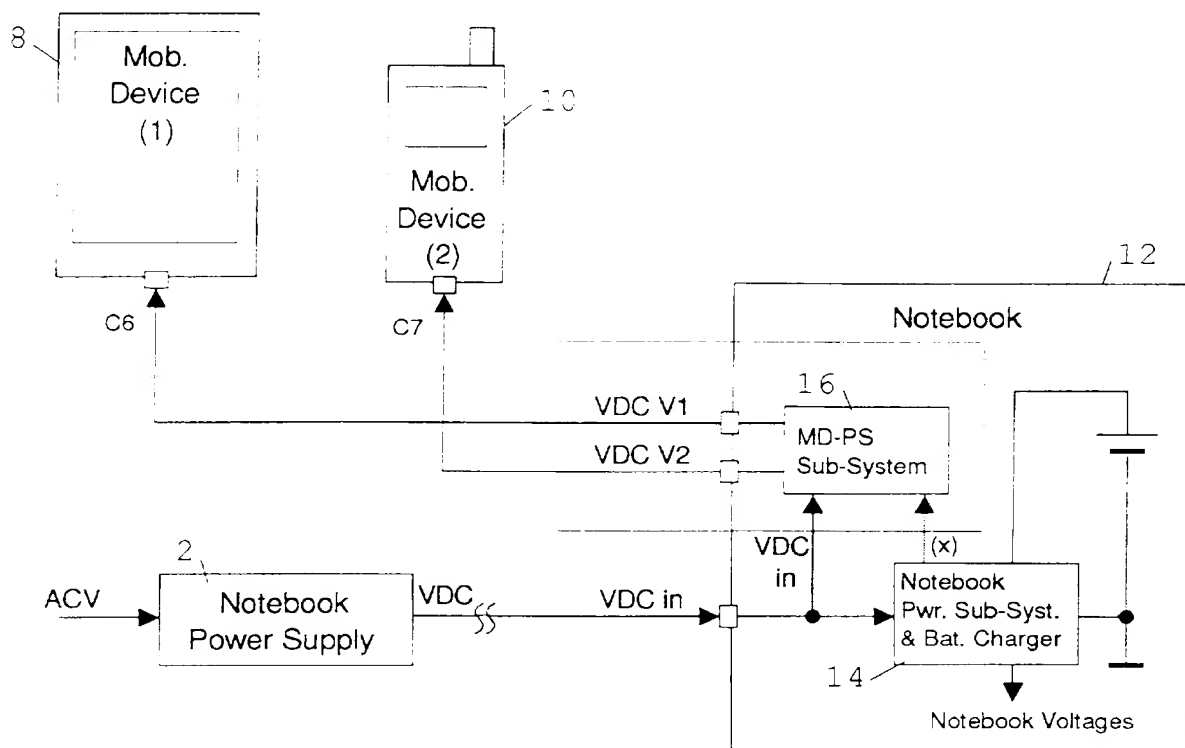 8
Mob.
Device
(1)
10
Mob.
Device
(2)
12
C6
C7
Notebook
16
VDC V1
MD-PS
Sub-System
VDC V2
2
VDC
in
(x)
ACV
Notebook
Power Supply
VDC
VDC in
Notebook
Pwr. Sub-Syst.
& Bat. Charger
14
Notebook Voltages